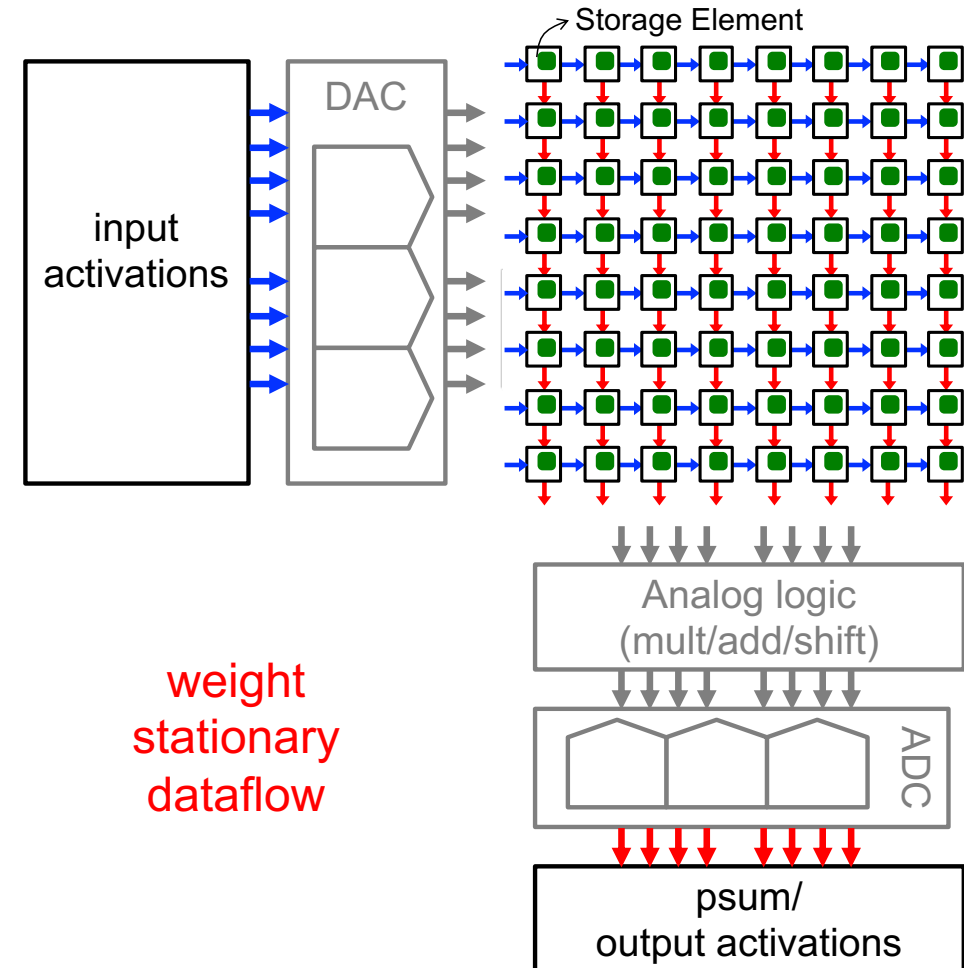 Storage Element
DAC
input
activations
Analog logic
(mult/add/shift)
weight
stationary
dataflow
ADC
psum/
output activations